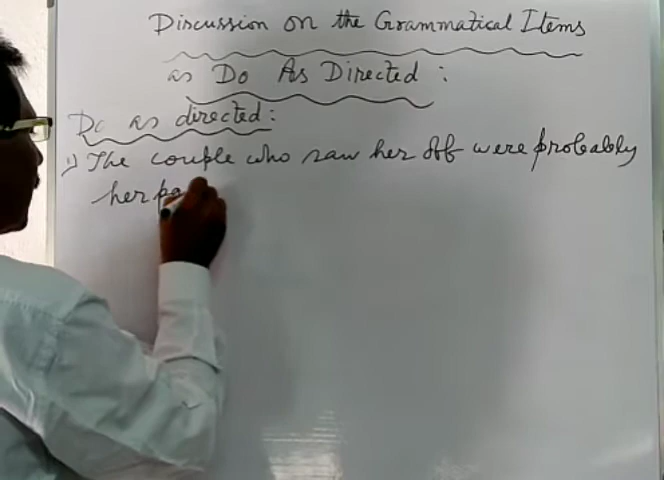 Discussion on the Grammatical Items
as Do As Directed :
Do as directed :
1) The couple who saw her off were probably
her pa